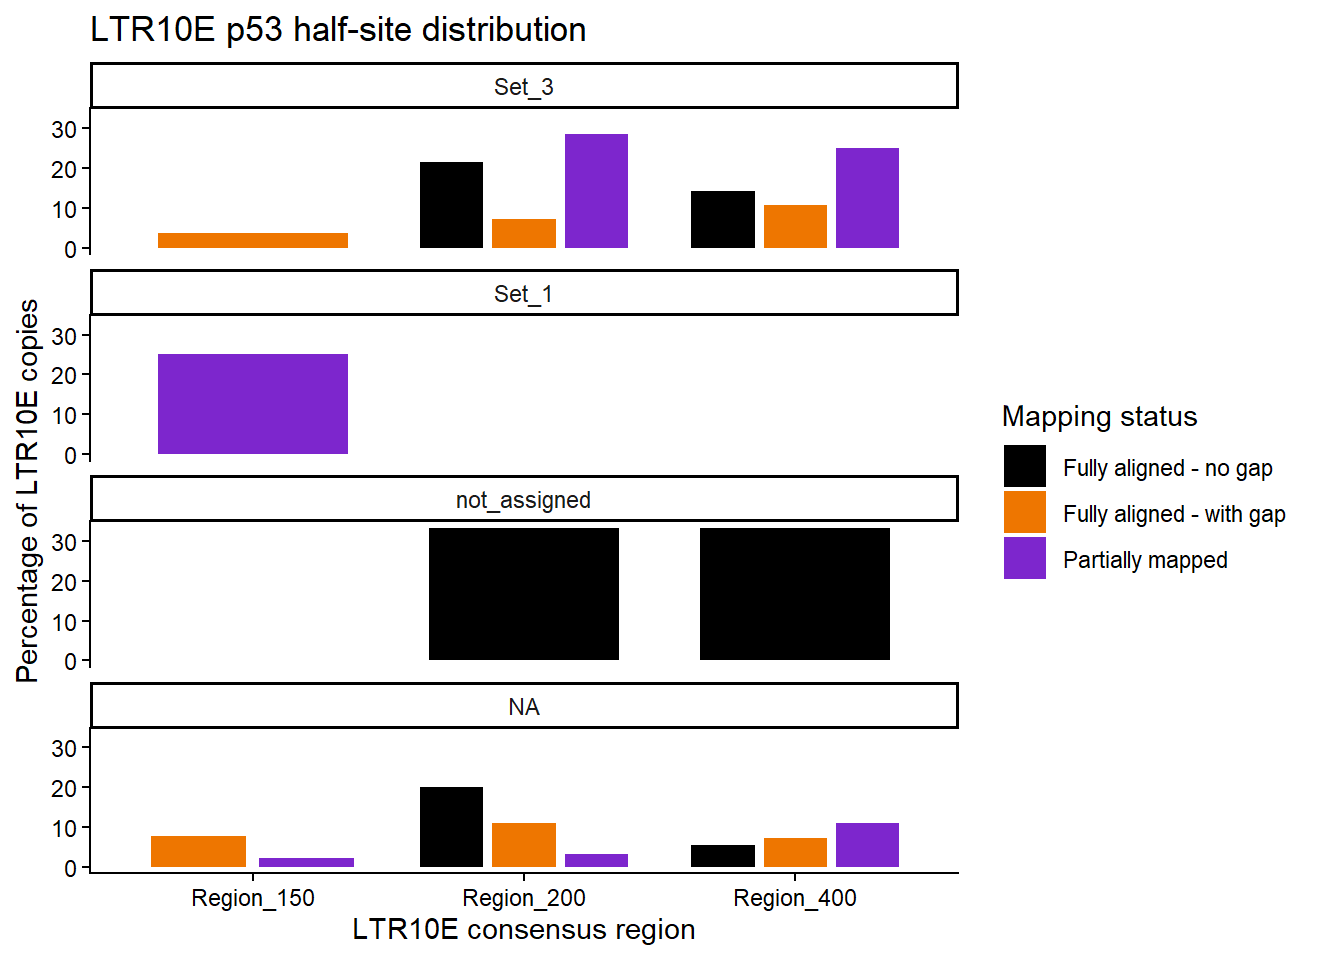 LTR10E p53 half-site distribution
Set_3
30
20
10
0
Set_1
30
20
10
0
not_assigned
30
20
10
0
NA
30
20
10
0
Region_150
Region_200
Region_400
LTR10E consensus region
Percentage of LTR10E copies
Mapping status
Fully aligned - no gap
Fully aligned - with gap
Partially mapped